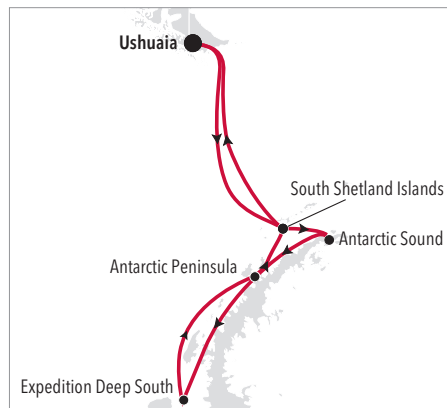 Ushuaia
South Shetland Islands
Antarctic Sound
Antarctic Peninsula
Expedition Deep South